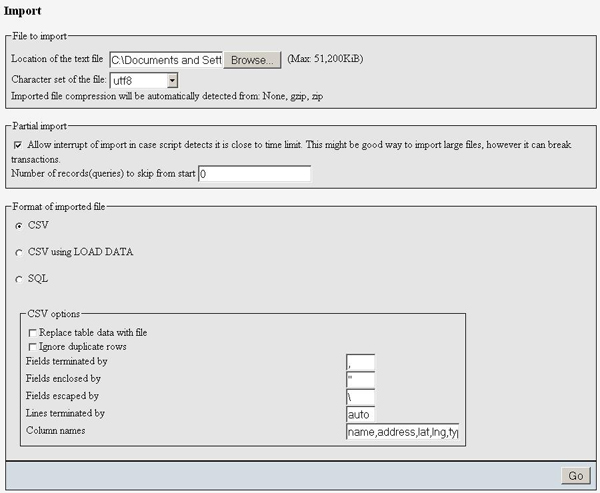 Import
File to import
Location of the text file C:\Documents and Sett Browse... (Max: 51,200KiB)
Character set of the file: utf8
Imported file compression will be automatically detected from: None, gzip, zip
Partial import
Allow interrupt of import in case script detects it is close to time limit. This might be good way to import large files, however it can break
transactions.
Number of records(queries) to skip from start 0
Format of imported file
CSV
CSV using LOAD DATA
SQL
CSV options
Replace table data with file
Ignore duplicate rows
Fields terminated by ,
Fields enclosed by "
Fields escaped by \
Lines terminated by auto
Column names name,address,lat,lng,typ
Go